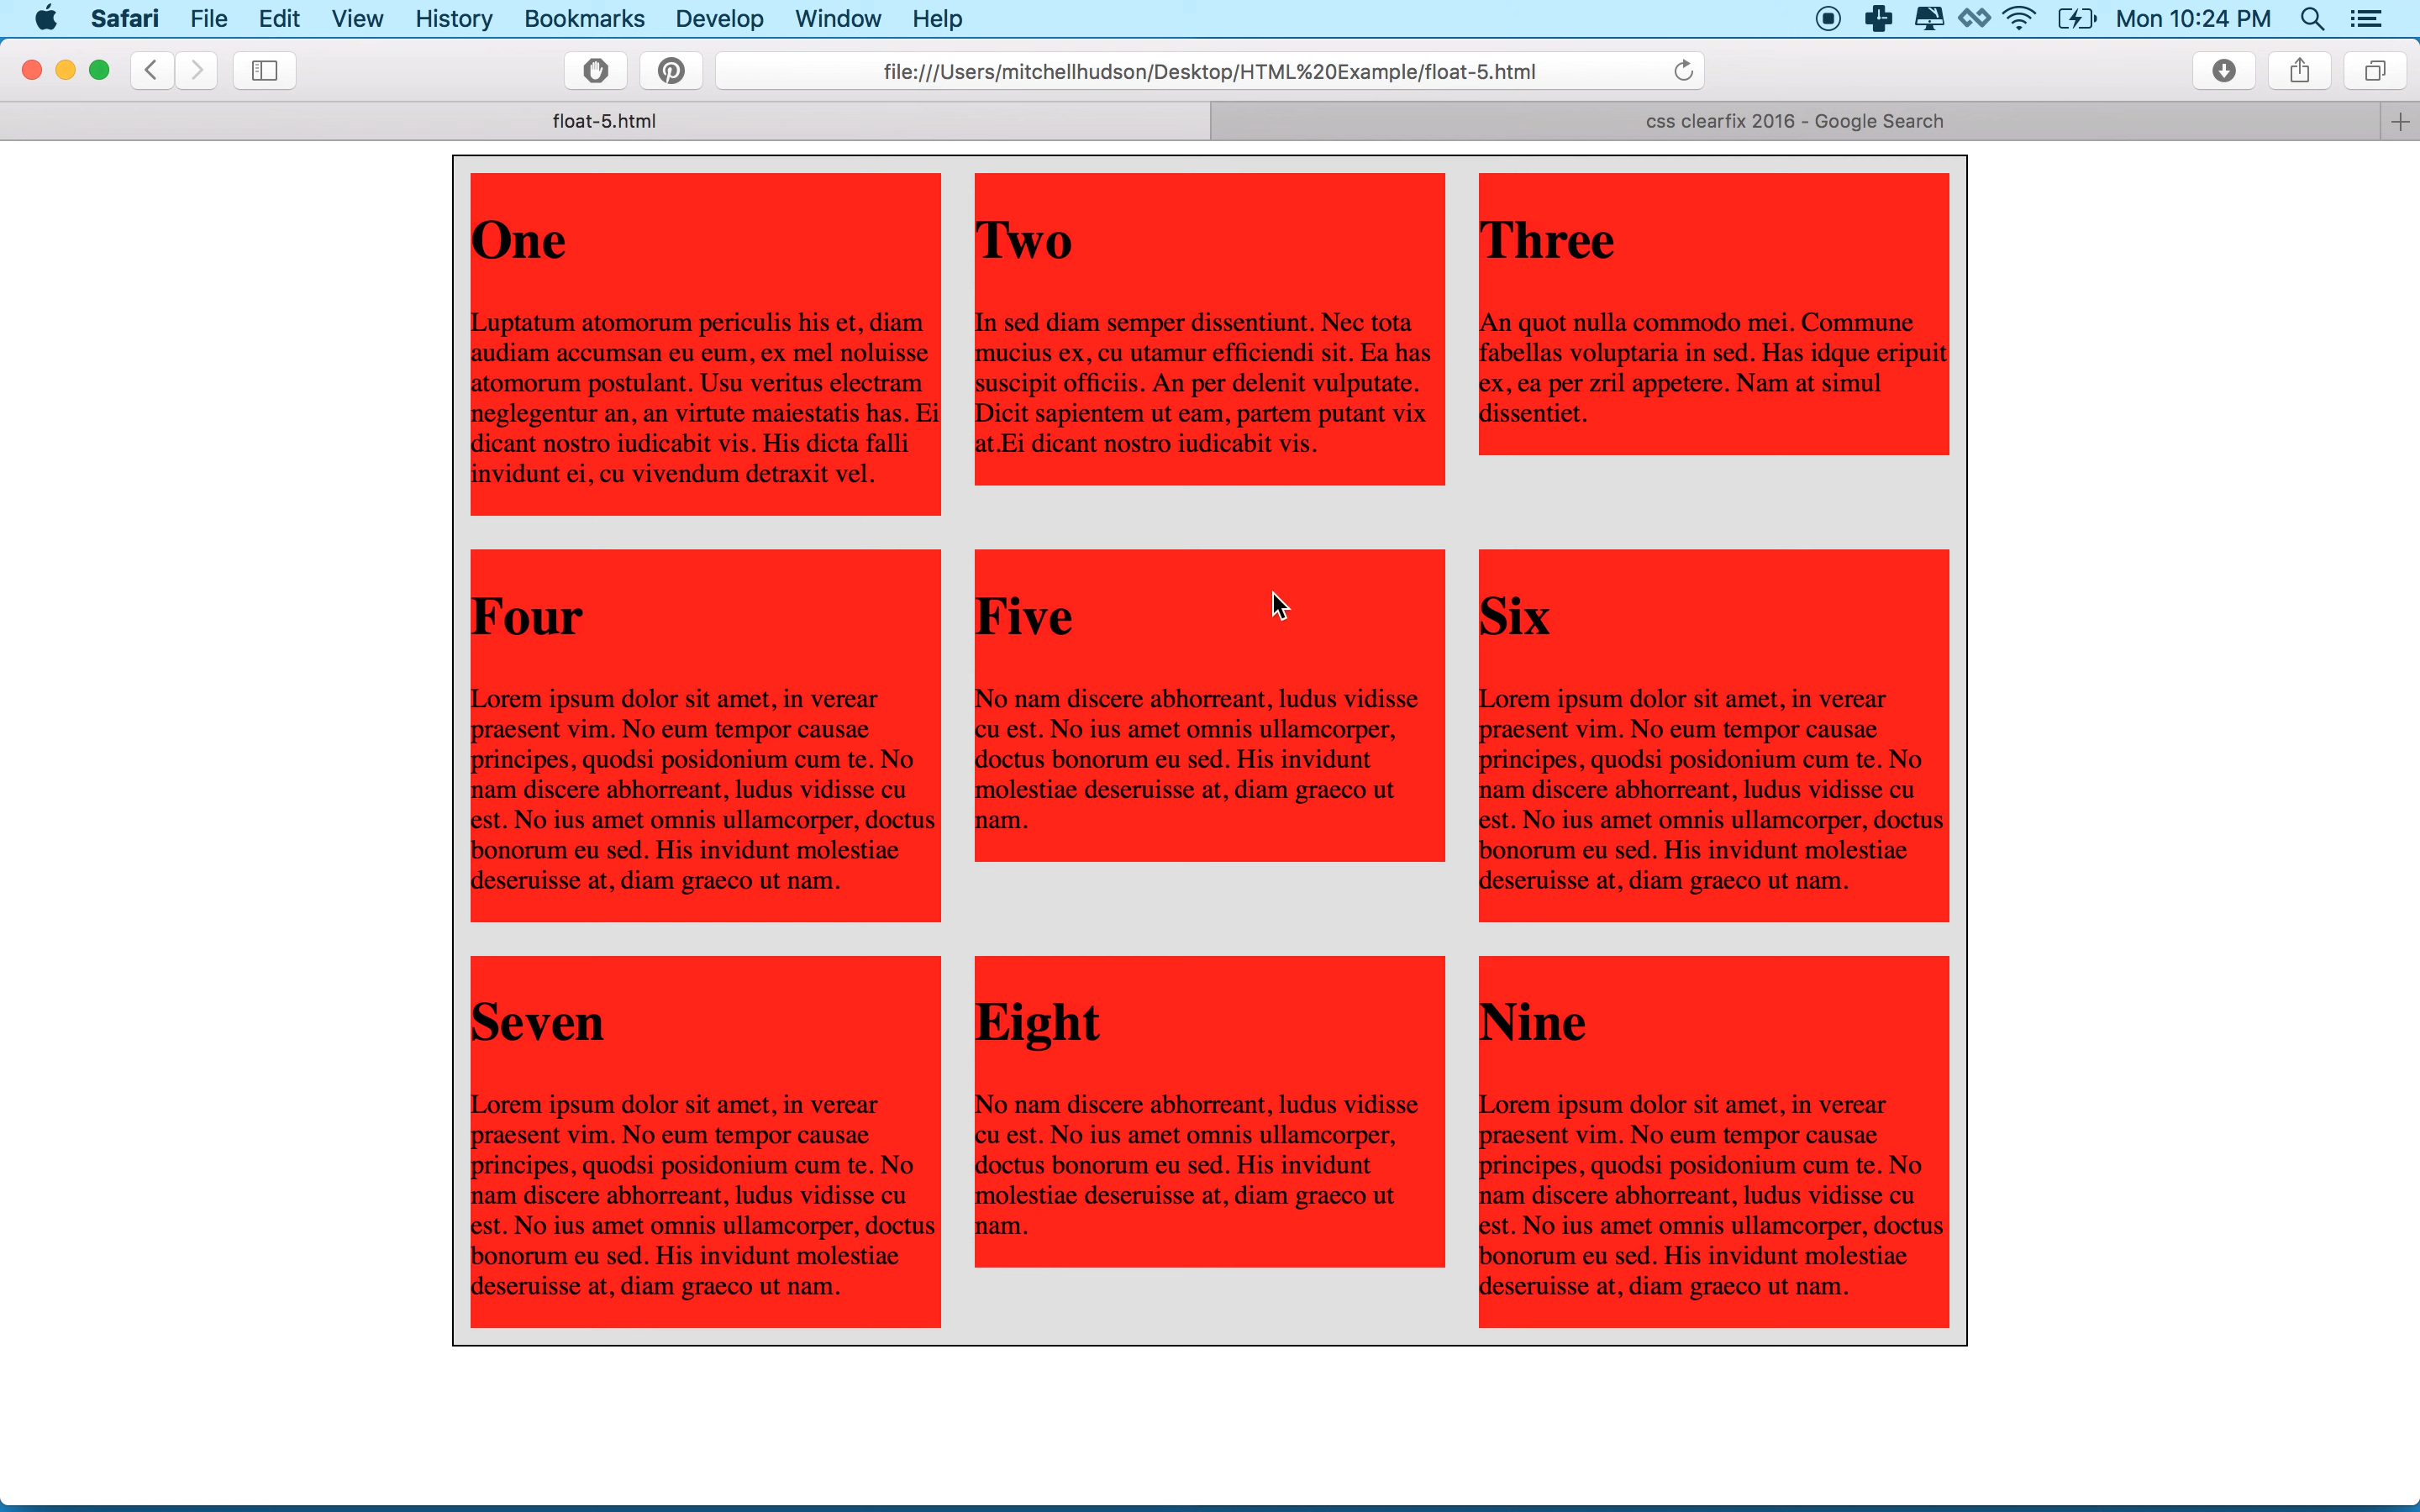 Safari File Edit View History Bookmarks Develop Window Help Mon 10:24 PM
file:///Users/mitchellhudson/Desktop/HTML%20Example/float-5.html
float-5.html
css clearfix 2016 - Google Search
One
Luptatum atomorum periculis his et, diam
audiam accumsan eu eum, ex mel noluisse
atomorum postulant. Usu veritus electram
neglegentur an, an virtute maiestatis has. Ei
dicant nostro iudicabit vis. His dicta falli
invidunt ei, cu vivendum detraxit vel.
Two
In sed diam semper dissentiunt. Nec tota
mucius ex, cu utamur efficiendi sit. Ea has
suscipit officiis. An per delenit vulputate.
Dicit sapientem ut eam, partem putant vix
at.Ei dicant nostro iudicabit vis.
Three
An quot nulla commodo mei. Commune
fabellas voluptaria in sed. Has idque eripuit
ex, ea per zril appetere. Nam at simul
dissentiet.
Four
Lorem ipsum dolor sit amet, in verear
praesent vim. No eum tempor causae
principes, quodsi posidonium cum te. No
nam discere abhorreant, ludus vidisse cu
est. No ius amet omnis ullamcorper, doctus
bonorum eu sed. His invidunt molestiae
deseruisse at, diam graeco ut nam.
Five
No nam discere abhorreant, ludus vidisse
cu est. No ius amet omnis ullamcorper,
doctus bonorum eu sed. His invidunt
molestiae deseruisse at, diam graeco ut
nam.
Six
Lorem ipsum dolor sit amet, in verear
praesent vim. No eum tempor causae
principes, quodsi posidonium cum te. No
nam discere abhorreant, ludus vidisse cu
est. No ius amet omnis ullamcorper, doctus
bonorum eu sed. His invidunt molestiae
deseruisse at, diam graeco ut nam.
Seven
Lorem ipsum dolor sit amet, in verear
praesent vim. No eum tempor causae
principes, quodsi posidonium cum te. No
nam discere abhorreant, ludus vidisse cu
est. No ius amet omnis ullamcorper, doctus
bonorum eu sed. His invidunt molestiae
deseruisse at, diam graeco ut nam.
Eight
No nam discere abhorreant, ludus vidisse
cu est. No ius amet omnis ullamcorper,
doctus bonorum eu sed. His invidunt
molestiae deseruisse at, diam graeco ut
nam.
Nine
Lorem ipsum dolor sit amet, in verear
praesent vim. No eum tempor causae
principes, quodsi posidonium cum te. No
nam discere abhorreant, ludus vidisse cu
est. No ius amet omnis ullamcorper, doctus
bonorum eu sed. His invidunt molestiae
deseruisse at, diam graeco ut nam.